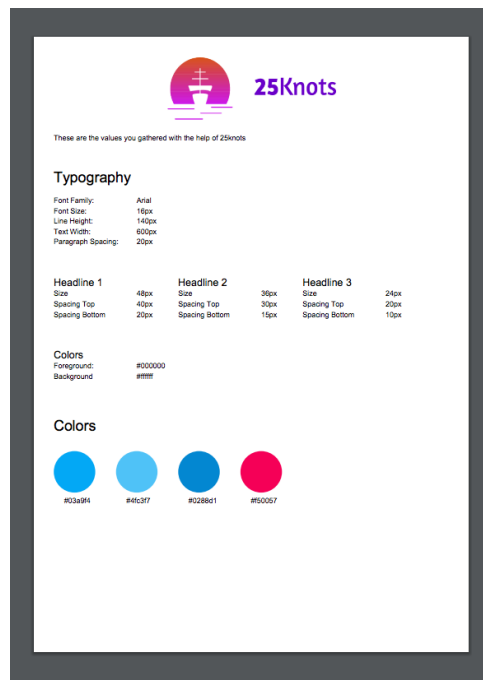 25Knots
These are the values you gathered with the help of 25knots
Typography
Font Family: Arial
Font Size: 16px
Line Height: 140px
Text Width: 600px
Paragraph Spacing: 20px
Headline 1 Headline 2 Headline 3
Size 48px Size 36px Size 24px
Spacing Top 40px Spacing Top 30px Spacing Top 20px
Spacing Bottom 20px Spacing Bottom 15px Spacing Bottom 10px
Colors
Foreground: #000000
Background #ffffff
Colors
#03a9f4 #4fc3f7 #0288d1 #f50057